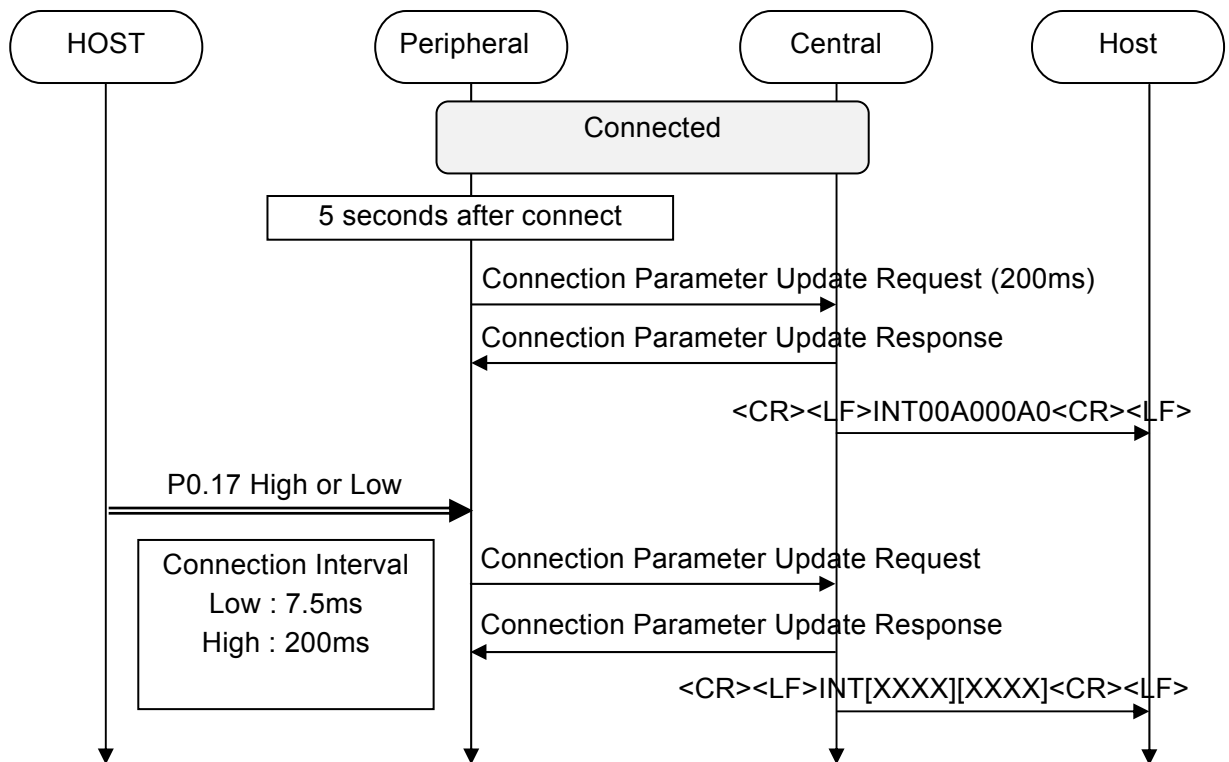 HOST
Peripheral
Central
Host
Connected
5 seconds after connect
Connection Parameter Update Request (200ms)
Connection Parameter Update Response
<CR><LF>INT00A000A0<CR><LF>
P0.17 High or Low
Connection Interval
Low : 7.5ms
High : 200ms
Connection Parameter Update Request
Connection Parameter Update Response
<CR><LF>INT[XXXX][XXXX]<CR><LF>